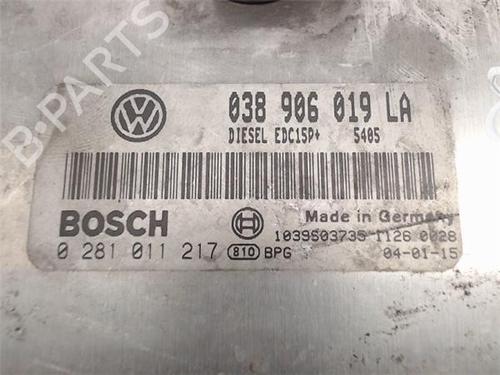 038 906 019 LA
DIESEL EDC15P+ 5405
BOSCH
Made in Germany
0 281 011 217 810 BPG
1039S03735 1126 0028
04-01-15
B-PARTS